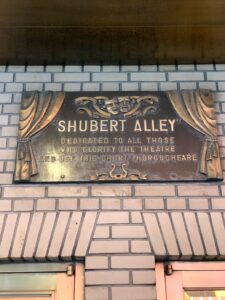 "SHUBERT ALLEY"
DEDICATED TO ALL THOSE
WHO GLORIFY THE THEATRE
AND USE THIS SHORT THOROUGHFARE